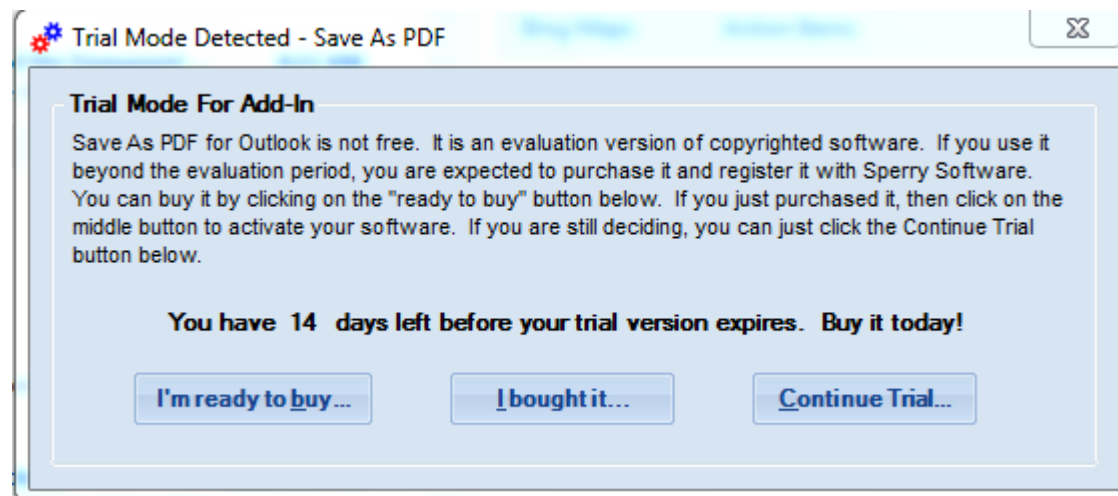 Trial Mode Detected - Save As PDF
Trial Mode For Add-In
Save As PDF for Outlook is not free. It is an evaluation version of copyrighted software. If you use it
beyond the evaluation period, you are expected to purchase it and register it with Sperry Software.
You can buy it by clicking on the "ready to buy" button below. If you just purchased it, then click on the
middle button to activate your software. If you are still deciding, you can just click the Continue Trial
button below.
You have 14 days left before your trial version expires. Buy it today!
I'm ready to buy...
I bought it...
Continue Trial...